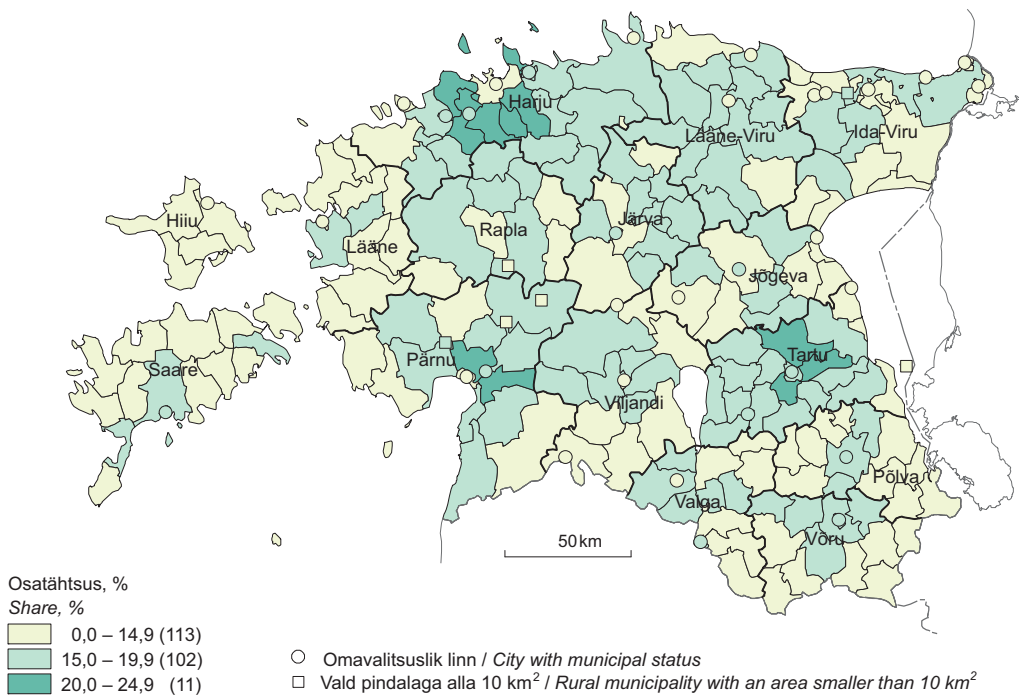 Harju
Lääne-Viru
Ida-Viru
Hiiu
Lääne
Rapla
Järva
Jõgeva
Saare
Pärnu
Tartu
Viljandi
Põlva
Valga
Võru
50 km
Osatähtsus, %
Share, %
0,0 – 14,9 (113)
15,0 – 19,9 (102)
20,0 – 24,9 (11)
Omavalitsuslik linn / City with municipal status
Vald pindalaga alla 10 km² / Rural municipality with an area smaller than 10 km²